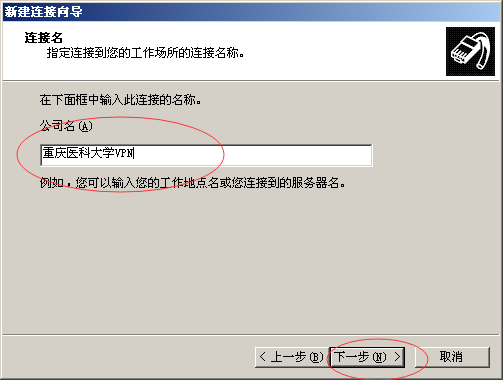 新建连接向导
连接名
指定连接到您的工作场所的连接名称。
在下面框中输入此连接的名称。
公司名(A)
重庆医科大学VPN
例如，您可以输入您的工作地点名或您连接到的服务器名。
< 上一步(B) 下一步(N) > 取消